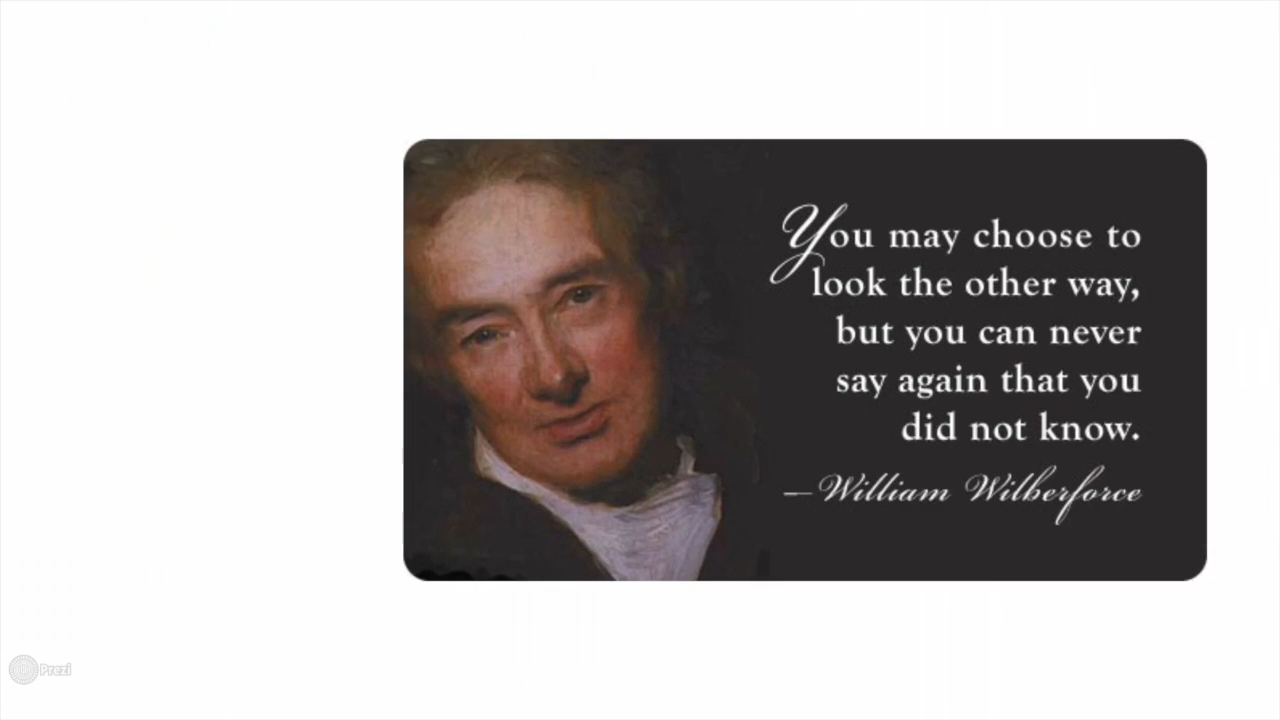 You may choose to
look the other way,
but you can never
say again that you
did not know.
—William Wilberforce
Prezi